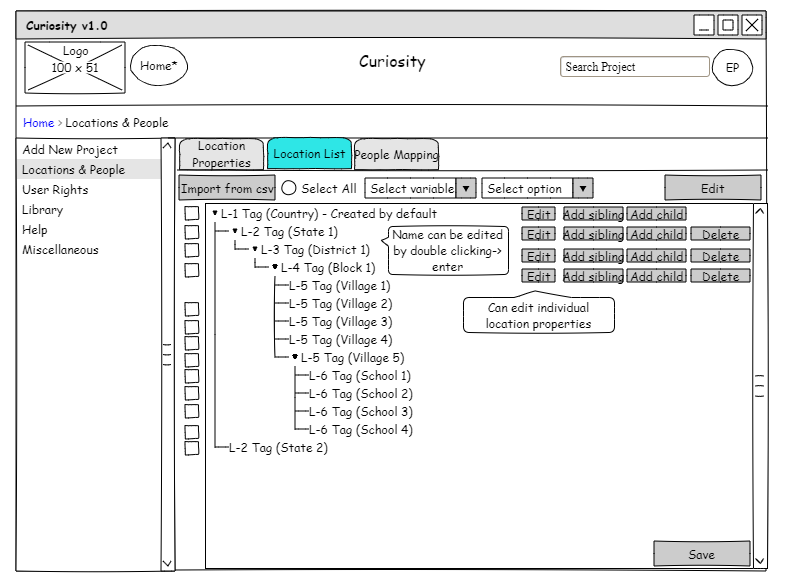 Curiosity v1.0
Logo
100 x 51
Home*
Curiosity
Search Project
EP
Home > Locations & People
Add New Project
Locations & People
User Rights
Library
Help
Miscellaneous
Location
Properties
Location List
People Mapping
Import from csv
Select All
Select variable
Select option
Edit
L-1 Tag (Country) - Created by default
Edit Add sibling Add child
L-2 Tag (State 1)
Edit Add sibling Add child Delete
L-3 Tag (District 1)
Edit Add sibling Add child Delete
L-4 Tag (Block 1)
Edit Add sibling Add child Delete
Name can be edited
by double clicking->
enter
L-5 Tag (Village 1)
L-5 Tag (Village 2)
L-5 Tag (Village 3)
L-5 Tag (Village 4)
L-5 Tag (Village 5)
Can edit individual
location properties
L-6 Tag (School 1)
L-6 Tag (School 2)
L-6 Tag (School 3)
L-6 Tag (School 4)
L-2 Tag (State 2)
Save